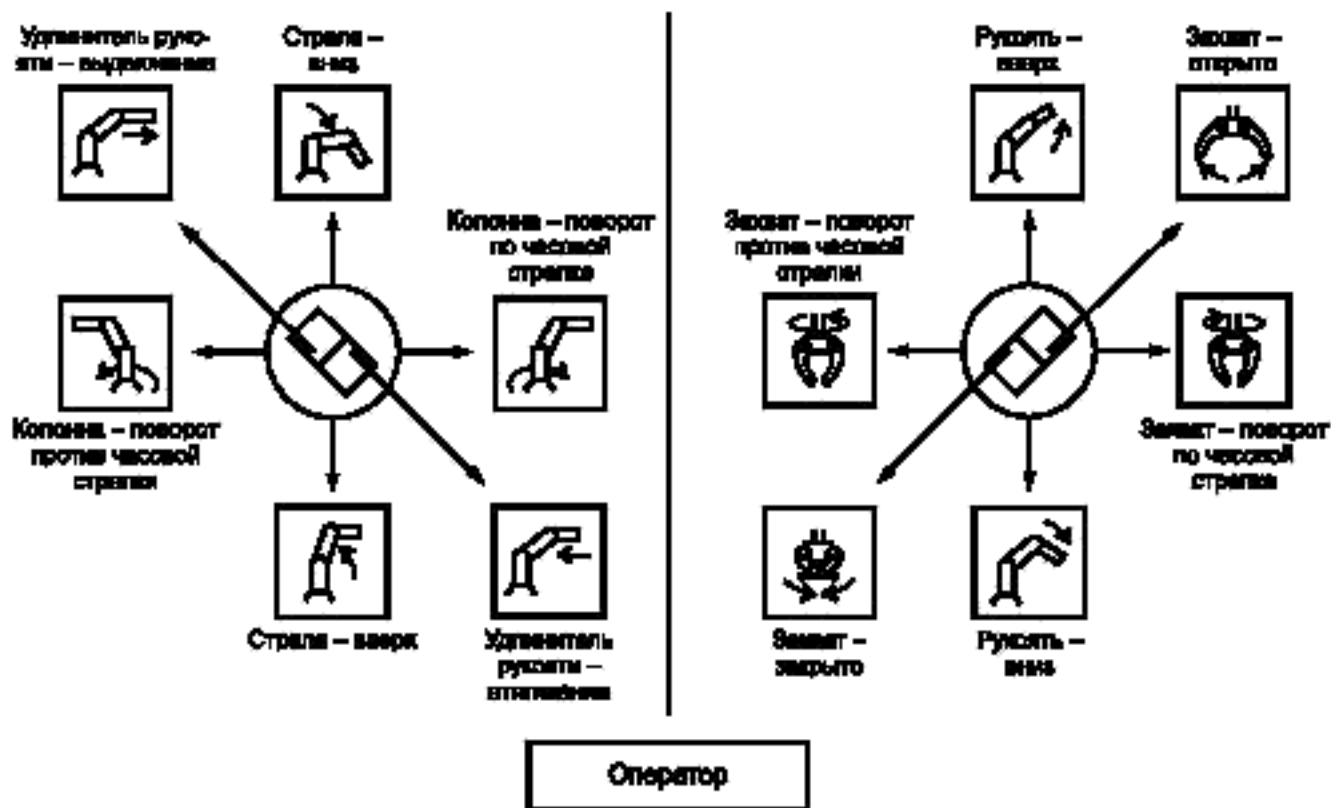 Удлинитель руко-
яти – выдвижение
Стрела –
вниз
Колонна – поворот
по часовой
стрелке
Колонна – поворот
против часовой
стрелки
Стрела – вверх
Удлинитель
рукояти –
втягивание
Рукоять –
вверх
Захват –
открыто
Захват – поворот
против часовой
стрелки
Захват – поворот
по часовой
стрелке
Захват –
закрыто
Рукоять –
вниз
Оператор